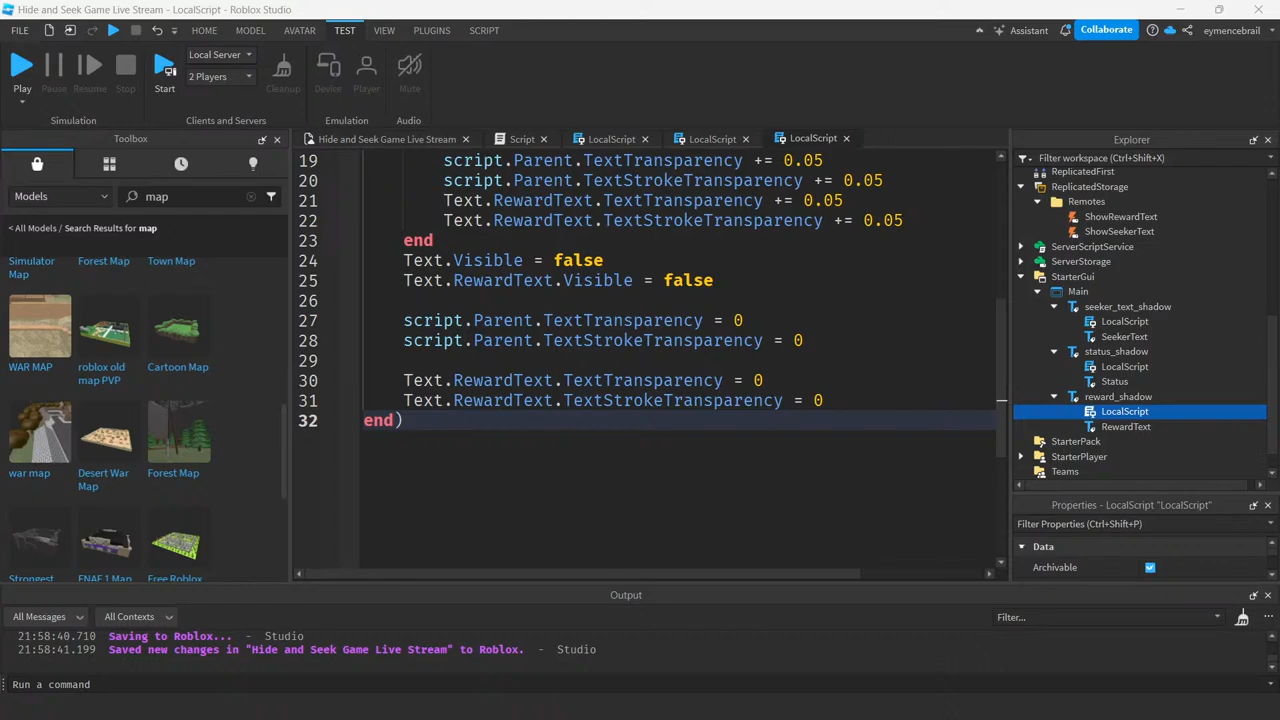 Hide and Seek Game Live Stream - LocalScript - Roblox Studio
FILE HOME MODEL AVATAR TEST VIEW PLUGINS SCRIPT Assistant Collaborate eymencebrail
Local Server
2 Players
Play Pause Resume Stop Start Cleanup Device Player Mute
Simulation Clients and Servers Emulation Audio
Toolbox
Models map
< All Models / Search Results for map
Simulator Map
Forest Map
Town Map
WAR MAP
roblox old map PVP
Cartoon Map
war map
Desert War Map
Forest Map
Strongest
FNAF 1 Map
Free Roblox
Hide and Seek Game Live Stream Script LocalScript LocalScript LocalScript
19 script.Parent.TextTransparency += 0.05
20 script.Parent.TextStrokeTransparency += 0.05
21 Text.RewardText.TextTransparency += 0.05
22 Text.RewardText.TextStrokeTransparency += 0.05
23 end
24 Text.Visible = false
25 Text.RewardText.Visible = false
26
27 script.Parent.TextTransparency = 0
28 script.Parent.TextStrokeTransparency = 0
29
30 Text.RewardText.TextTransparency = 0
31 Text.RewardText.TextStrokeTransparency = 0
32 end)
Explorer
Filter workspace (Ctrl+Shift+X)
ReplicatedFirst
ReplicatedStorage
Remotes
ShowRewardText
ShowSeekerText
ServerScriptService
ServerStorage
StarterGui
Main
seeker_text_shadow
LocalScript
SeekerText
status_shadow
LocalScript
Status
reward_shadow
LocalScript
RewardText
StarterPack
StarterPlayer
Teams
Properties - LocalScript "LocalScript"
Filter Properties (Ctrl+Shift+P)
Data
Archivable
Output
All Messages All Contexts Filter...
21:58:40.710 Saving to Roblox... - Studio
21:58:41.199 Saved new changes in "Hide and Seek Game Live Stream" to Roblox. - Studio
Run a command